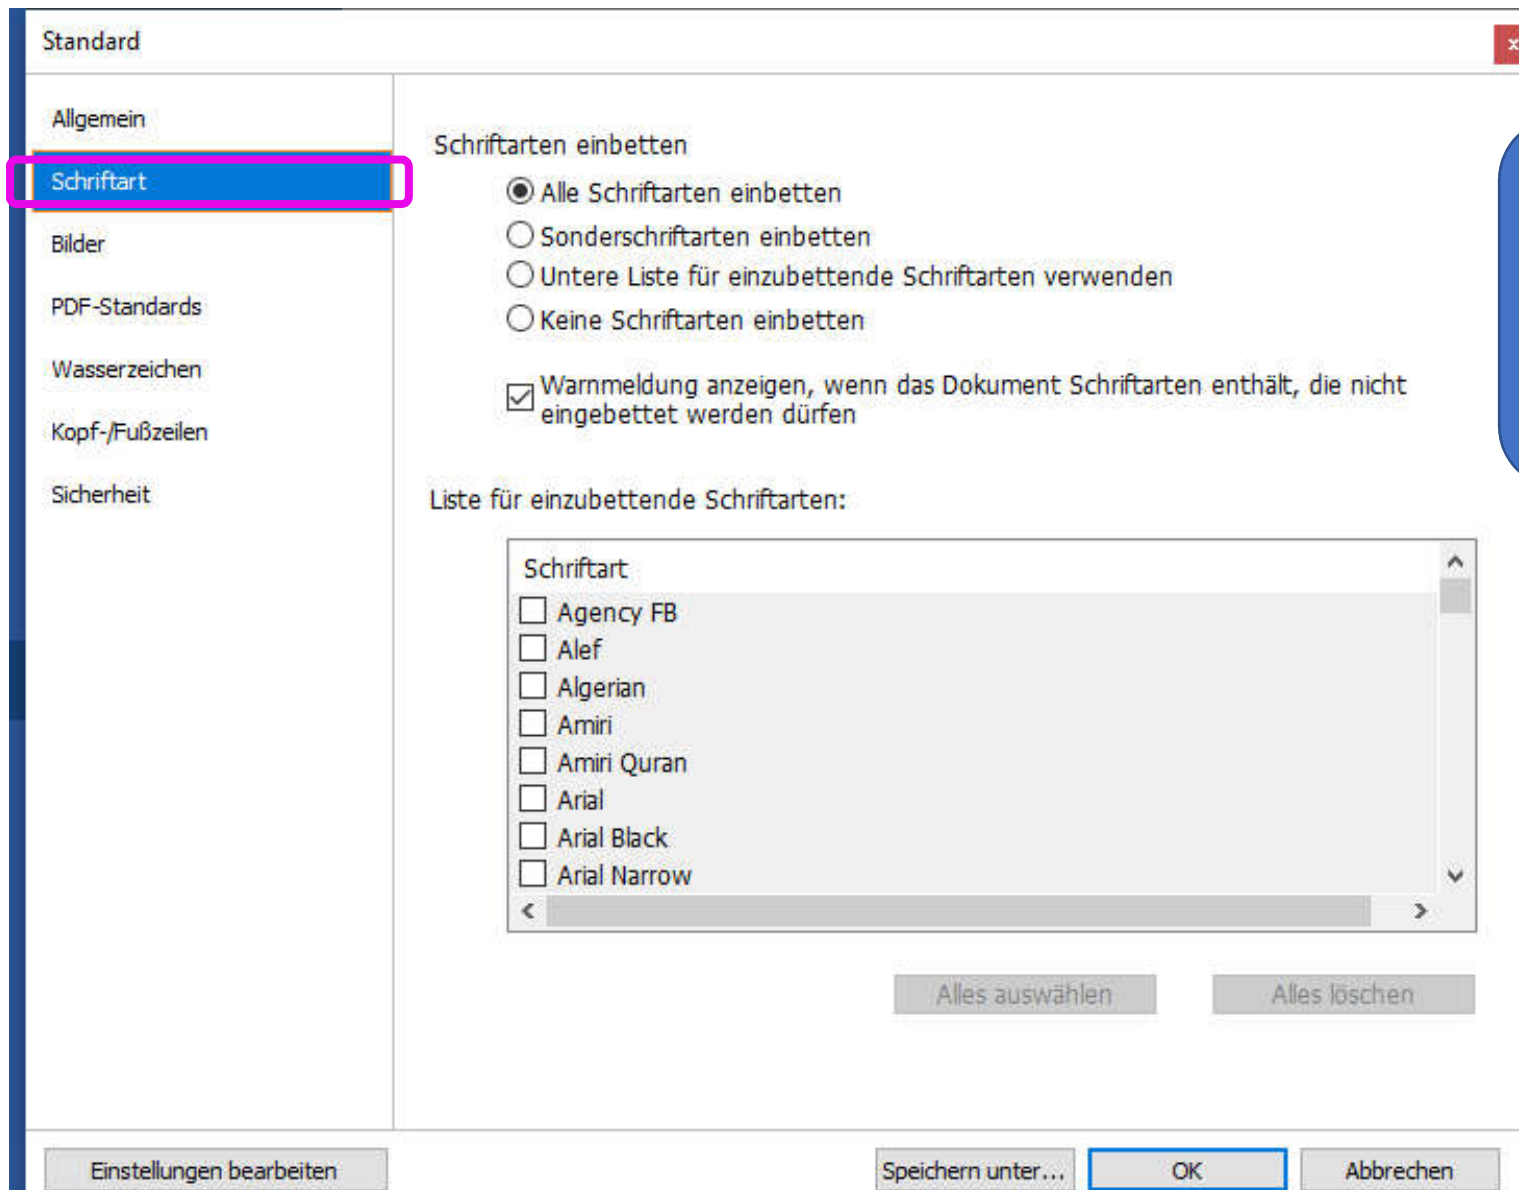 Standard
x
Allgemein
Schriftart
Bilder
PDF-Standards
Wasserzeichen
Kopf-/Fußzeilen
Sicherheit
Schriftarten einbetten
Alle Schriftarten einbetten
Sonderschriftarten einbetten
Untere Liste für einzubettende Schriftarten verwenden
Keine Schriftarten einbetten
Warnmeldung anzeigen, wenn das Dokument Schriftarten enthält, die nicht
eingebettet werden dürfen
Liste für einzubettende Schriftarten:
Schriftart
Agency FB
Alef
Algerian
Amiri
Amiri Quran
Arial
Arial Black
Arial Narrow
Alles auswählen
Alles löschen
Einstellungen bearbeiten
Speichern unter...
OK
Abbrechen